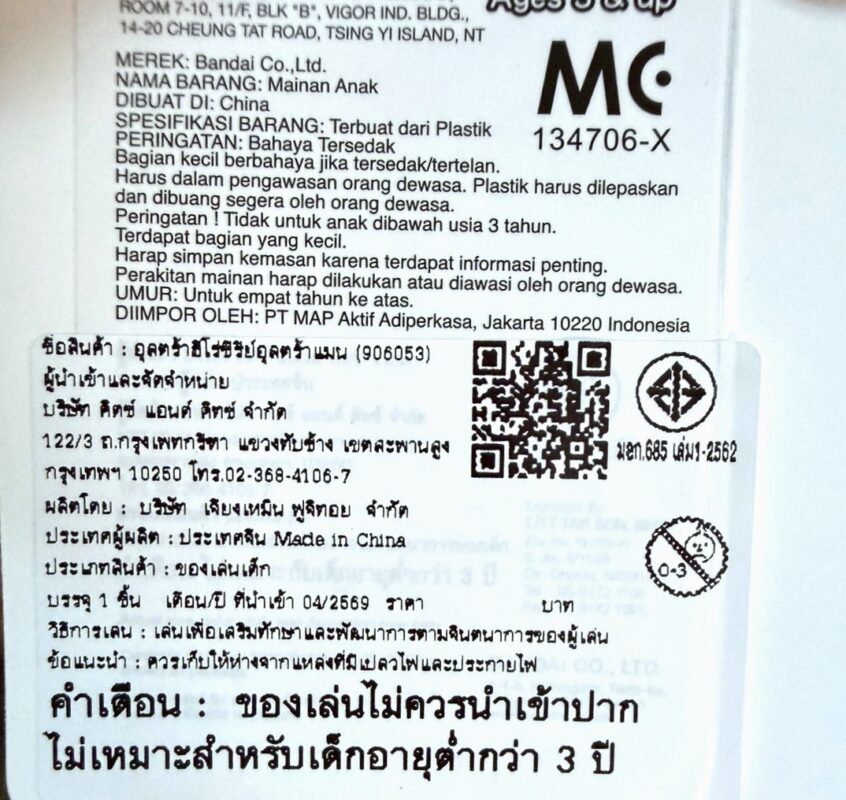 ROOM 7-10, 11/F, BLK "B", VIGOR IND. BLDG.,
14-20 CHEUNG TAT ROAD, TSING YI ISLAND, NT
Ages 3 & up
MC
134706-X
MEREK: Bandai Co.,Ltd.
NAMA BARANG: Mainan Anak
DIBUAT DI: China
SPESIFIKASI BARANG: Terbuat dari Plastik
PERINGATAN: Bahaya Tersedak
Bagian kecil berbahaya jika tersedak/tertelan.
Harus dalam pengawasan orang dewasa. Plastik harus dilepaskan
dan dibuang segera oleh orang dewasa.
Peringatan ! Tidak untuk anak dibawah usia 3 tahun.
Terdapat bagian yang kecil.
Harap simpan kemasan karena terdapat informasi penting.
Perakitan mainan harap dilakukan atau diawasi oleh orang dewasa.
UMUR: Untuk empat tahun ke atas.
DIIMPOR OLEH: PT MAP Aktif Adiperkasa, Jakarta 10220 Indonesia
ชื่อสินค้า : อุลตร้าฮีโร่ซีรีย์อุลตร้าแมน (906053)
ผู้นำเข้าและจัดจำหน่าย
บริษัท คิตซ์ แอนด์ คิทซ์ จำกัด
122/3 ถ.กรุงเทพกรีฑา แขวงทับช้าง เขตสะพานสูง
กรุงเทพฯ 10250 โทร.02-368-4106-7
มอก.685 เล่ม1-2562
ผลิตโดย : บริษัท เจียงเหมิน ฟูจิทอย จำกัด
ประเทศผู้ผลิต : ประเทศจีน Made in China
ประเภทสินค้า : ของเล่นเด็ก
0-3
บรรจุ 1 ชิ้น เดือน/ปี ที่นำเข้า 04/2569 ราคา บาท
วิธีการเล่น : เล่นเพื่อเสริมทักษาและพัฒนาการตามจินตนาการของผู้เล่น
ข้อแนะนำ : ควรเก็บให้ห่างจากแหล่งที่มีเปลวไฟและประกายไฟ
คำเตือน : ของเล่นไม่ควรนำเข้าปาก
ไม่เหมาะสำหรับเด็กอายุต่ำกว่า 3 ปี